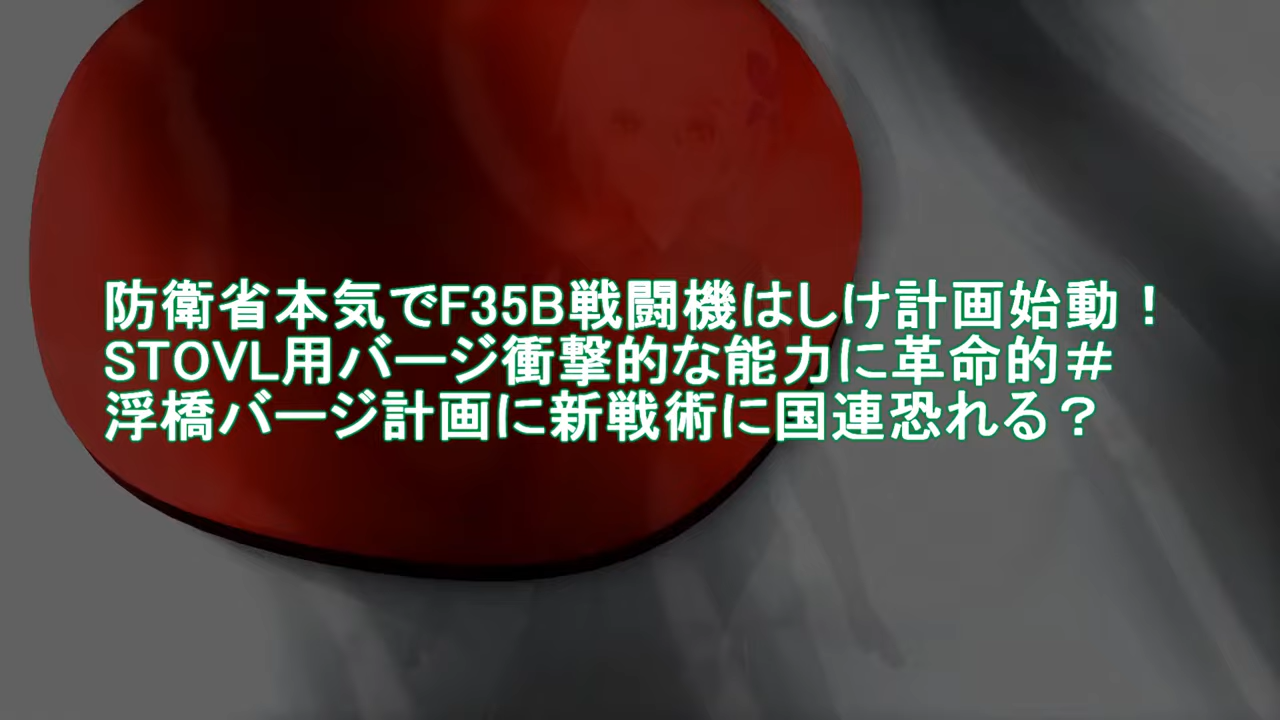 防衛省本気でF35B戦闘機はしけ計画始動！
STOVL用バージ衝撃的な能力に革命的＃
浮橋バージ計画に新戦術に国連恐れる？